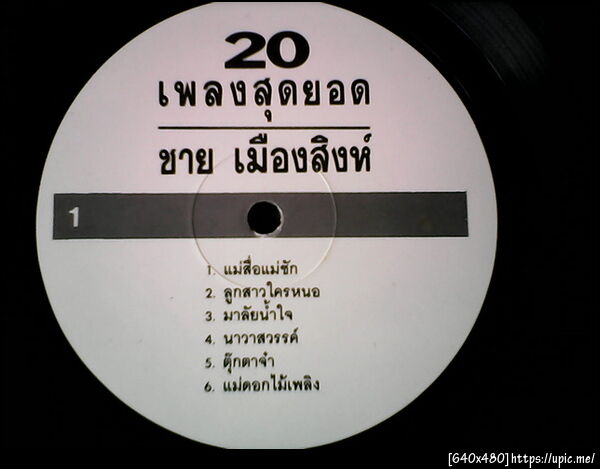 20
เพลงสุดยอด
ชาย เมืองสิงห์
1
1. แม่สื่อแม่ชัก
2. ลูกสาวใครหนอ
3. มาลัยน้ำใจ
4. นาวาสวรรค์
5. ตุ๊กตาจ๋า
6. แม่ดอกไม้เพลิง
[640x480]https://upic.me/